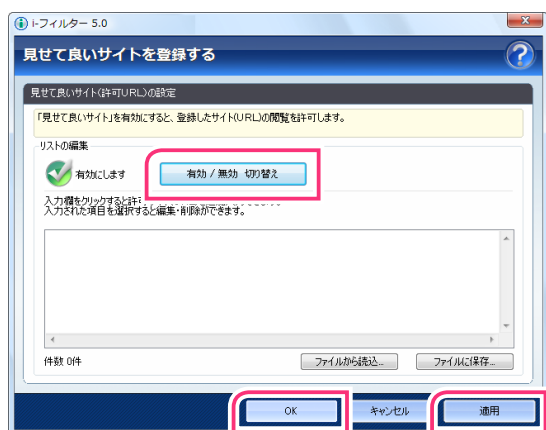 i-フィルター 5.0
見せて良いサイトを登録する
見せて良いサイト(許可URL)の設定
「見せて良いサイト」を有効にすると、登録したサイト(URL)の閲覧を許可します。
リストの編集
有効にします
有効 / 無効 切り替え
入力欄をクリックすると許
入力された項目を選択すると編集・削除ができます。
件数 0件
ファイルから読込...
ファイルに保存...
OK
キャンセル
適用